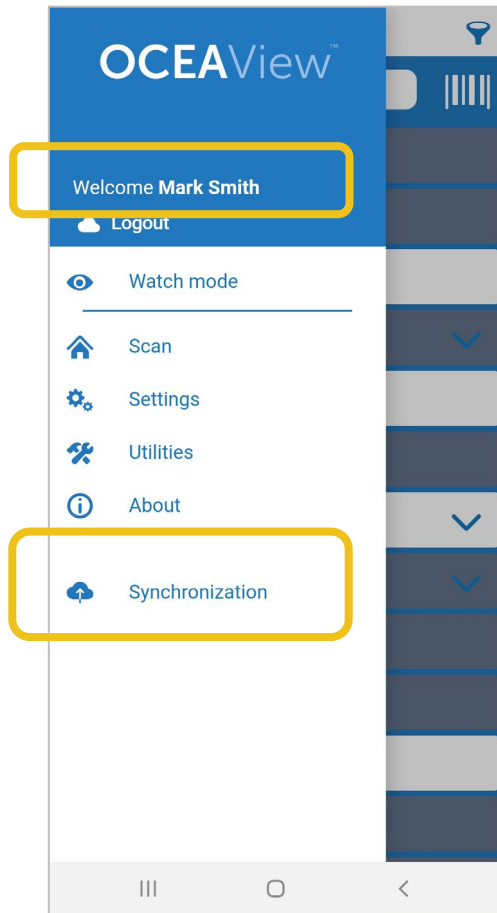 OCEAView™
Welcome Mark Smith
Logout
Watch mode
Scan
Settings
Utilities
About
Synchronization